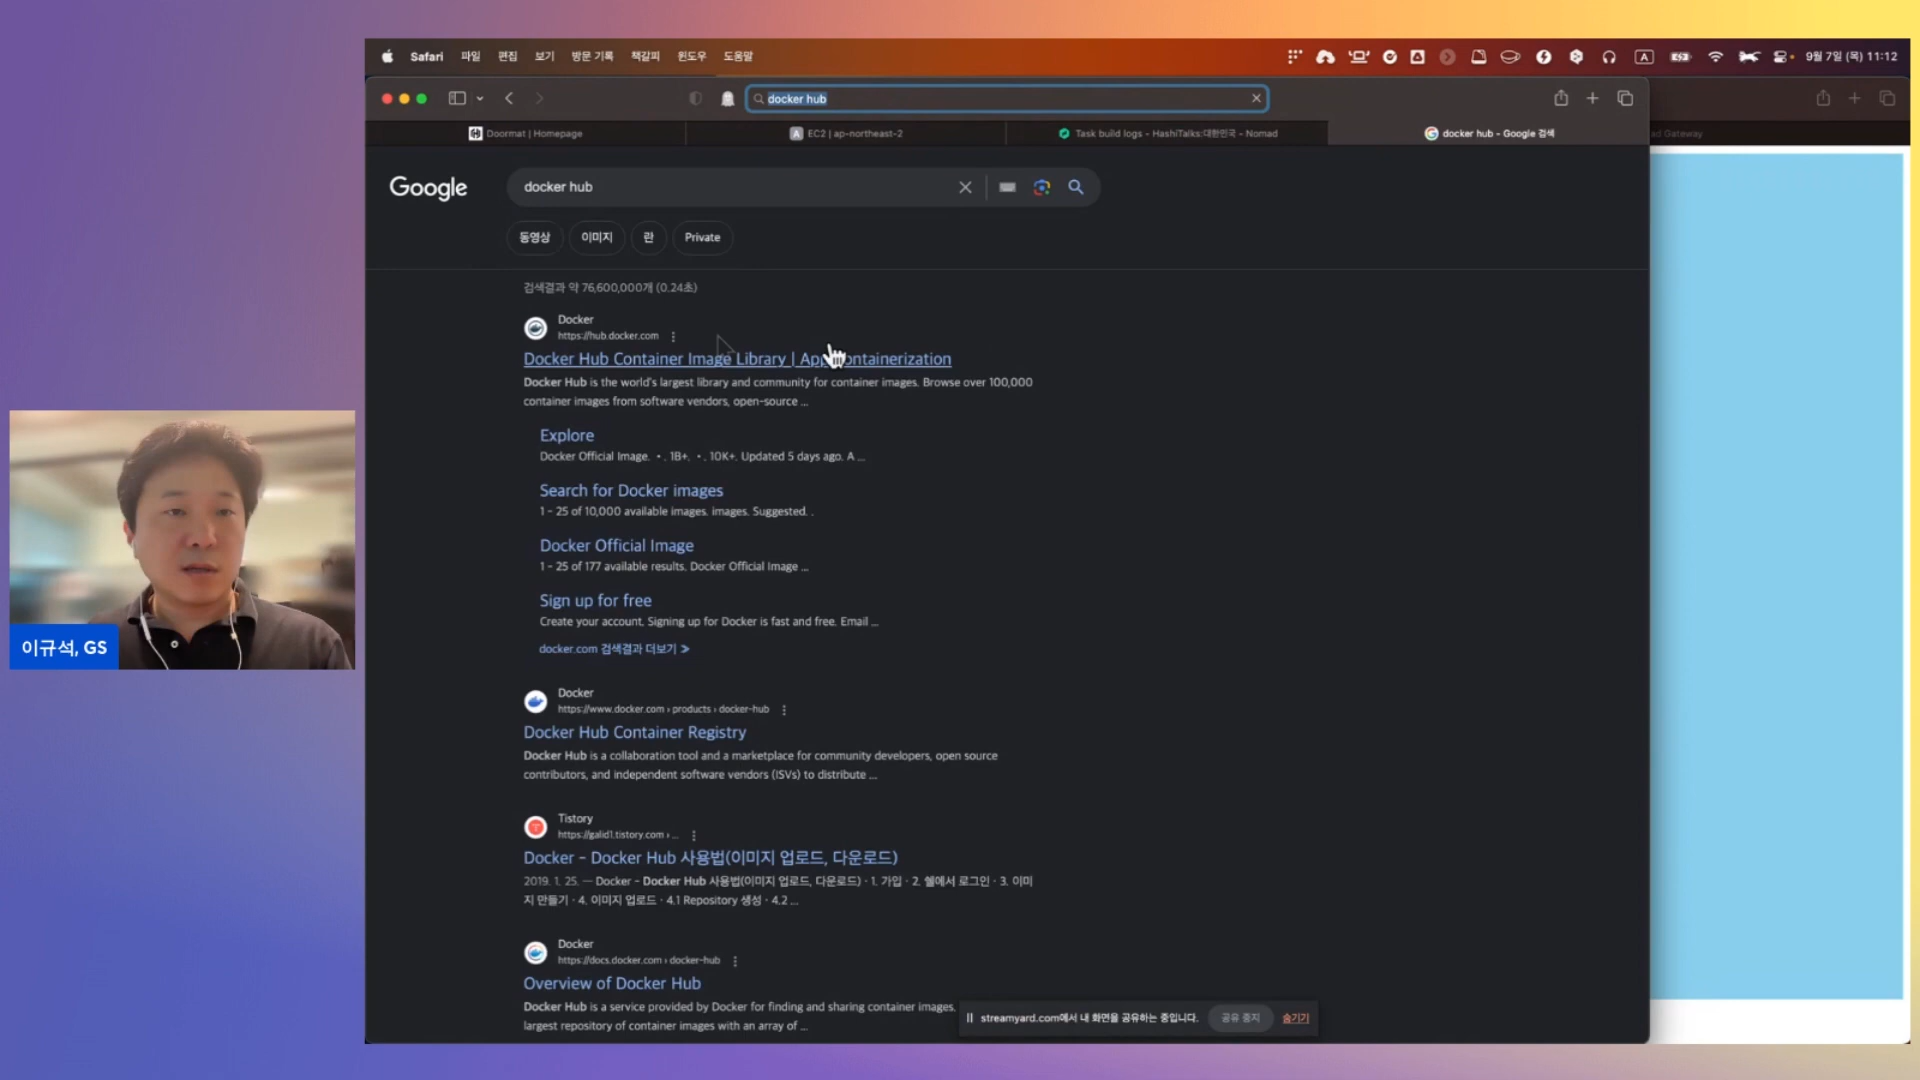 Safari 파일 편집 보기 방문 기록 책갈피 윈도우 도움말
A
9월 7일 (목) 11:12
docker hub
Doormat | Homepage
EC2 | ap-northeast-2
Task build logs - HashiTalks:대한민국 - Nomad
docker hub - Google 검색
ad Gateway
Google
docker hub
동영상 이미지 란 Private
검색결과 약 76,600,000개 (0.24초)
Docker
https://hub.docker.com
Docker Hub Container Image Library | App Containerization
Docker Hub is the world's largest library and community for container images. Browse over 100,000
container images from software vendors, open-source ...
Explore
Docker Official Image. • . 1B+. • . 10K+. Updated 5 days ago. A ...
Search for Docker images
1 - 25 of 10,000 available images. images. Suggested. .
Docker Official Image
1 - 25 of 177 available results. Docker Official Image ...
Sign up for free
Create your account. Signing up for Docker is fast and free. Email ...
docker.com 검색결과 더보기 »
Docker
https://www.docker.com › products › docker-hub
Docker Hub Container Registry
Docker Hub is a collaboration tool and a marketplace for community developers, open source
contributors, and independent software vendors (ISVs) to distribute ...
Tistory
https://galid1.tistory.com › ...
Docker - Docker Hub 사용법(이미지 업로드, 다운로드)
2019. 1. 25. — Docker - Docker Hub 사용법(이미지 업로드, 다운로드) · 1. 가입 · 2. 쉘에서 로그인 · 3. 이미
지 만들기 · 4. 이미지 업로드 · 4.1 Repository 생성 · 4.2 ...
Docker
https://docs.docker.com › docker-hub
Overview of Docker Hub
Docker Hub is a service provided by Docker for finding and sharing container images.
largest repository of container images with an array of ...
streamyard.com에서 내 화면을 공유하는 중입니다. 공유 중지 숨기기
이규석, GS